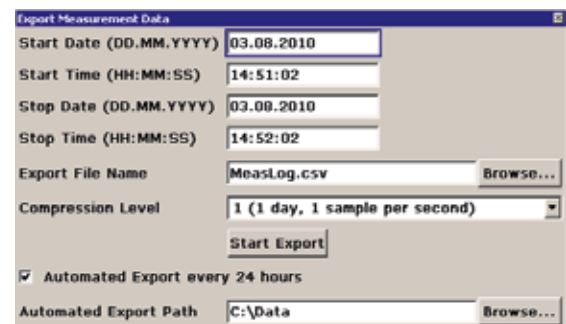 Export Measurement Data
Start Date (DD.MM.YYYY) 03.08.2010
Start Time (HH:MM:SS) 14:51:02
Stop Date (DD.MM.YYYY) 03.08.2010
Stop Time (HH:MM:SS) 14:52:02
Export File Name MeasLog.csv Browse...
Compression Level 1 (1 day, 1 sample per second)
Start Export
Automated Export every 24 hours
Automated Export Path C:\Data Browse...